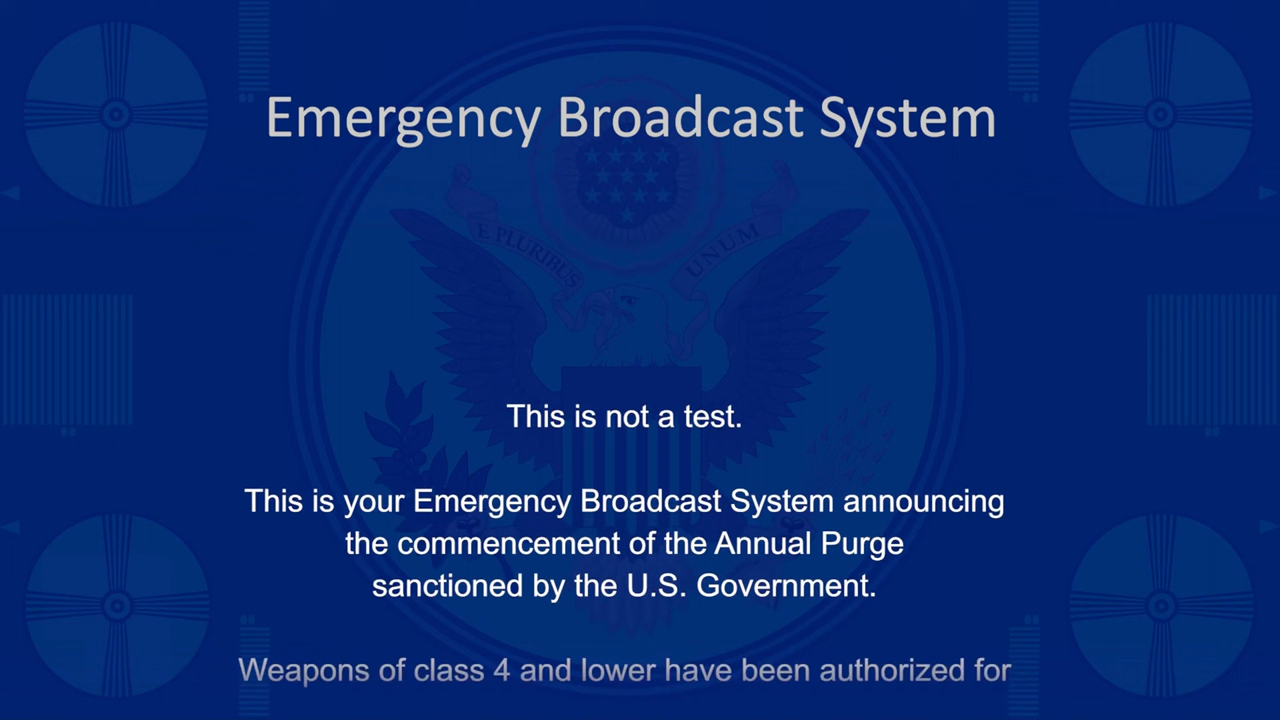 Emergency Broadcast System
E PLURIBUS UNUM
This is not a test.
This is your Emergency Broadcast System announcing
the commencement of the Annual Purge
sanctioned by the U.S. Government.
Weapons of class 4 and lower have been authorized for